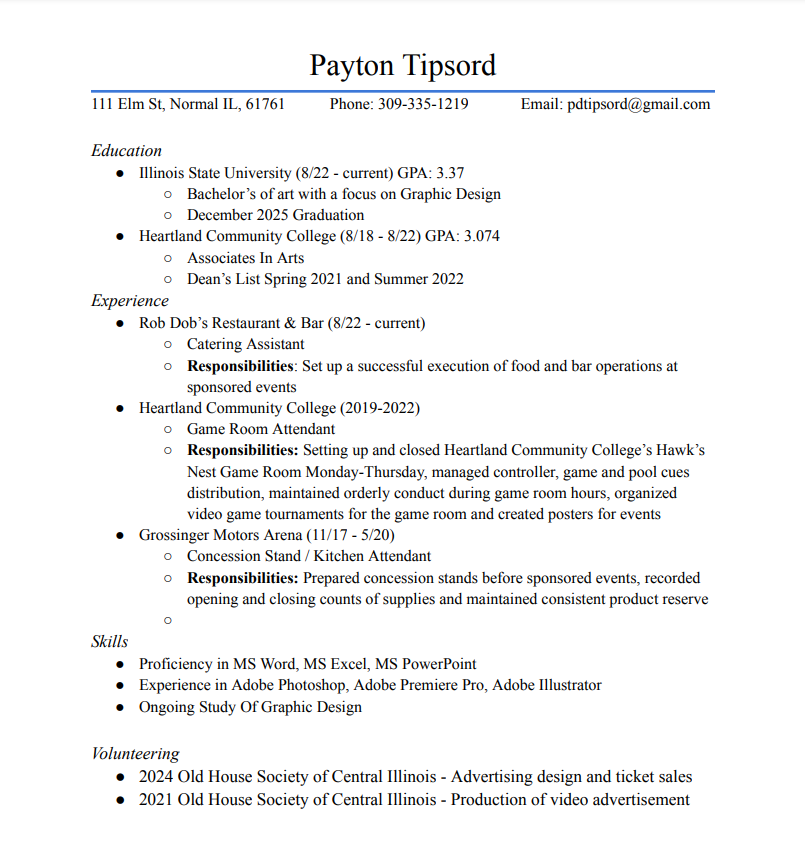 Payton Tipsord
111 Elm St, Normal IL, 61761 Phone: 309-335-1219 Email: pdtipsord@gmail.com
Education
● Illinois State University (8/22 - current) GPA: 3.37
○ Bachelor’s of art with a focus on Graphic Design
○ December 2025 Graduation
● Heartland Community College (8/18 - 8/22) GPA: 3.074
○ Associates In Arts
○ Dean’s List Spring 2021 and Summer 2022
Experience
● Rob Dob’s Restaurant & Bar (8/22 - current)
○ Catering Assistant
○ Responsibilities: Set up a successful execution of food and bar operations at
sponsored events
● Heartland Community College (2019-2022)
○ Game Room Attendant
○ Responsibilities: Setting up and closed Heartland Community College’s Hawk’s
Nest Game Room Monday-Thursday, managed controller, game and pool cues
distribution, maintained orderly conduct during game room hours, organized
video game tournaments for the game room and created posters for events
● Grossinger Motors Arena (11/17 - 5/20)
○ Concession Stand / Kitchen Attendant
○ Responsibilities: Prepared concession stands before sponsored events, recorded
opening and closing counts of supplies and maintained consistent product reserve
○
Skills
● Proficiency in MS Word, MS Excel, MS PowerPoint
● Experience in Adobe Photoshop, Adobe Premiere Pro, Adobe Illustrator
● Ongoing Study Of Graphic Design
Volunteering
● 2024 Old House Society of Central Illinois - Advertising design and ticket sales
● 2021 Old House Society of Central Illinois - Production of video advertisement